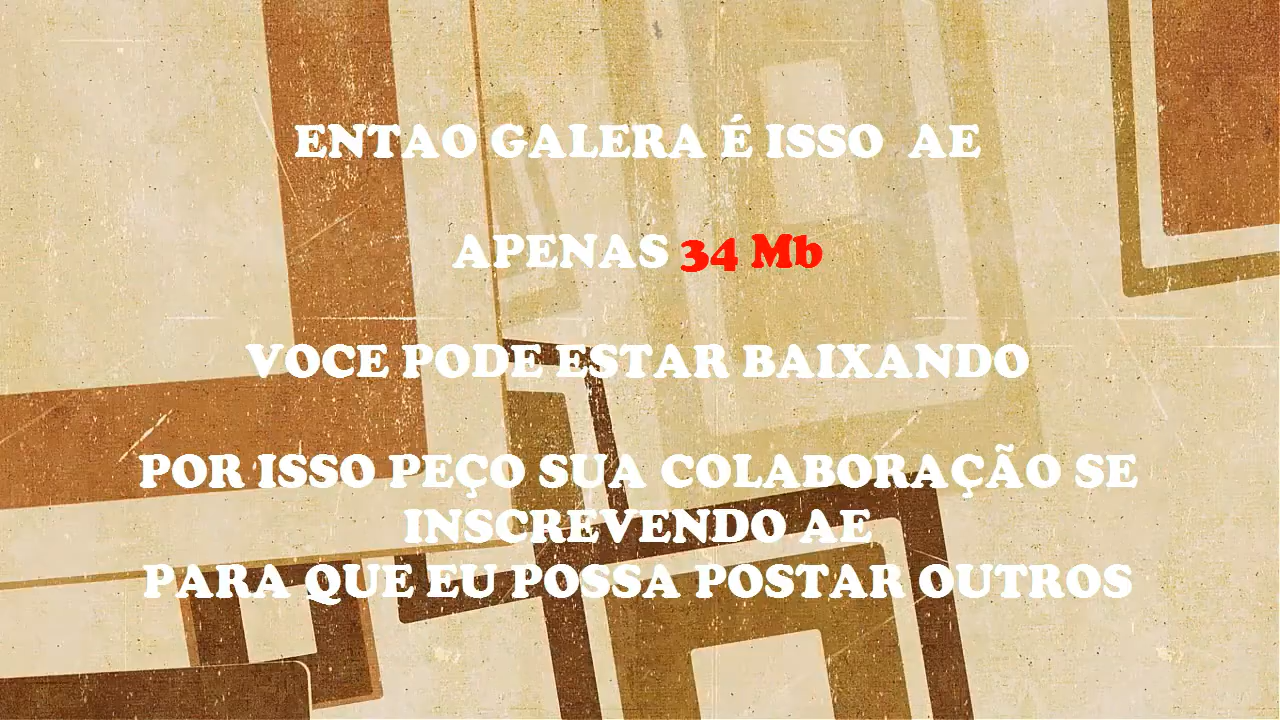 ENTAO GALERA É ISSO AE
APENAS 34 Mb
VOCE PODE ESTAR BAIXANDO
POR ISSO PEÇO SUA COLABORAÇÃO SE
INSCREVENDO AE
PARA QUE EU POSSA POSTAR OUTROS